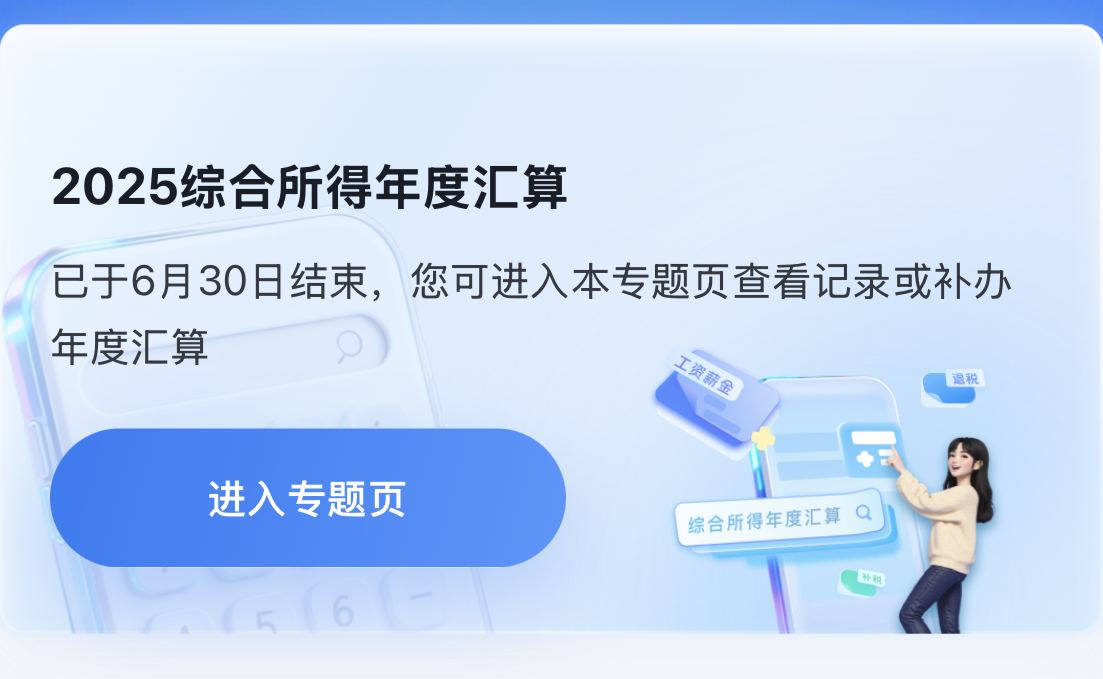 2025综合所得年度汇算
已于6月30日结束，您可进入本专题页查看记录或补办
年度汇算
进入专题页
工资薪金
退税
综合所得年度汇算
补税
4 5 6 −